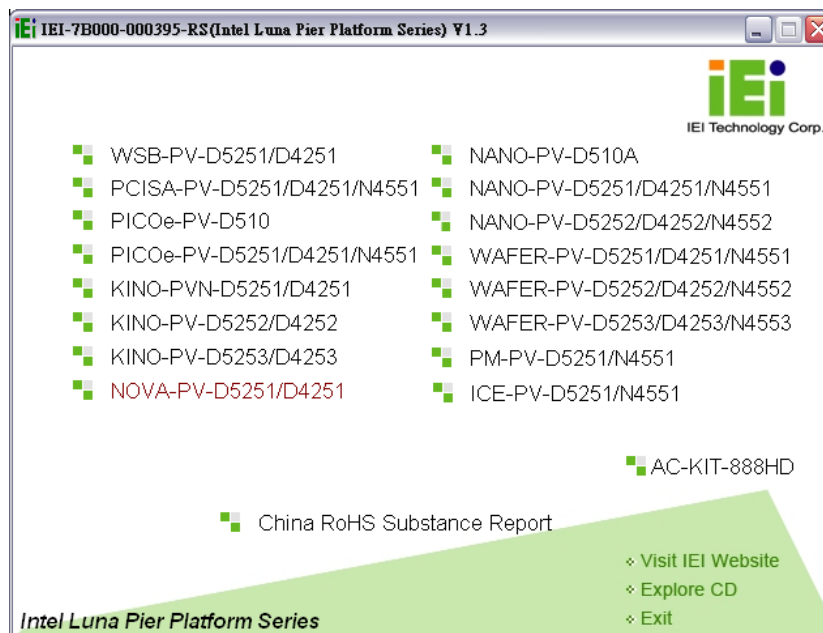 iEi IEI-7B000-000395-RS(Intel Luna Pier Platform Series) V1.3
iEi
IEI Technology Corp.
WSB-PV-D5251/D4251
PCISA-PV-D5251/D4251/N4551
PICOe-PV-D510
PICOe-PV-D5251/D4251/N4551
KINO-PVN-D5251/D4251
KINO-PV-D5252/D4252
KINO-PV-D5253/D4253
NOVA-PV-D5251/D4251
NANO-PV-D510A
NANO-PV-D5251/D4251/N4551
NANO-PV-D5252/D4252/N4552
WAFER-PV-D5251/D4251/N4551
WAFER-PV-D5252/D4252/N4552
WAFER-PV-D5253/D4253/N4553
PM-PV-D5251/N4551
ICE-PV-D5251/N4551
AC-KIT-888HD
China RoHS Substance Report
Visit IEI Website
Explore CD
Exit
Intel Luna Pier Platform Series